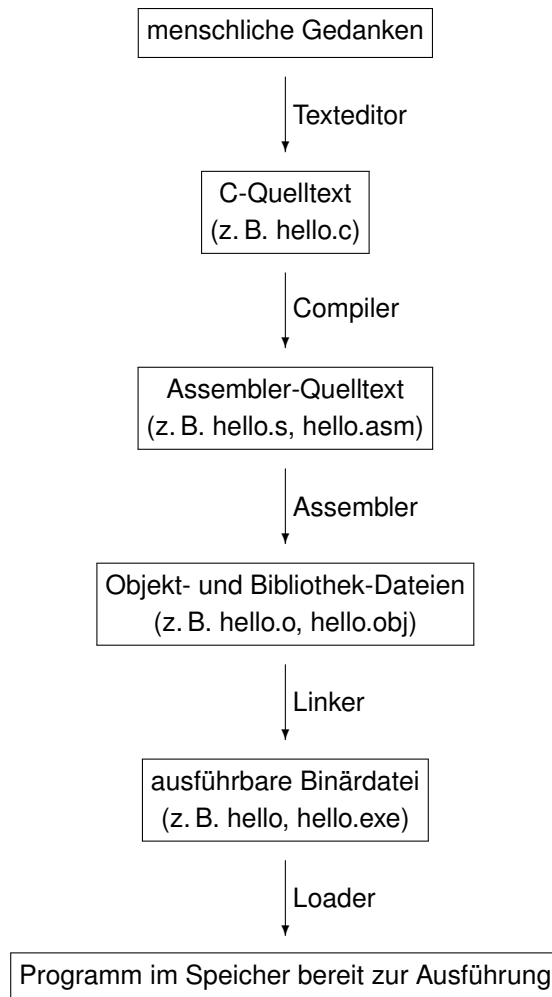 menschliche Gedanken
Texteditor
C-Quelltext
(z. B. hello.c)
Compiler
Assembler-Quelltext
(z. B. hello.s, hello.asm)
Assembler
Objekt- und Bibliothek-Dateien
(z. B. hello.o, hello.obj)
Linker
ausführbare Binärdatei
(z. B. hello, hello.exe)
Loader
Programm im Speicher bereit zur Ausführung